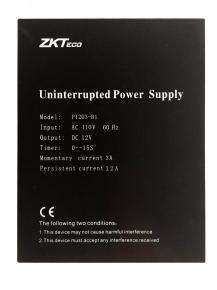 ZKTECO
Uninterrupted Power Supply
Model: P1203-B1
Input: AC 110V 60 Hz
Output: DC 12V
Timer: 0--15S
Momentary current 3A
Persistent current 1.2A
CE
The following two conditions:
1.This device may not cause harmful interference
2.This device must accept any interference received